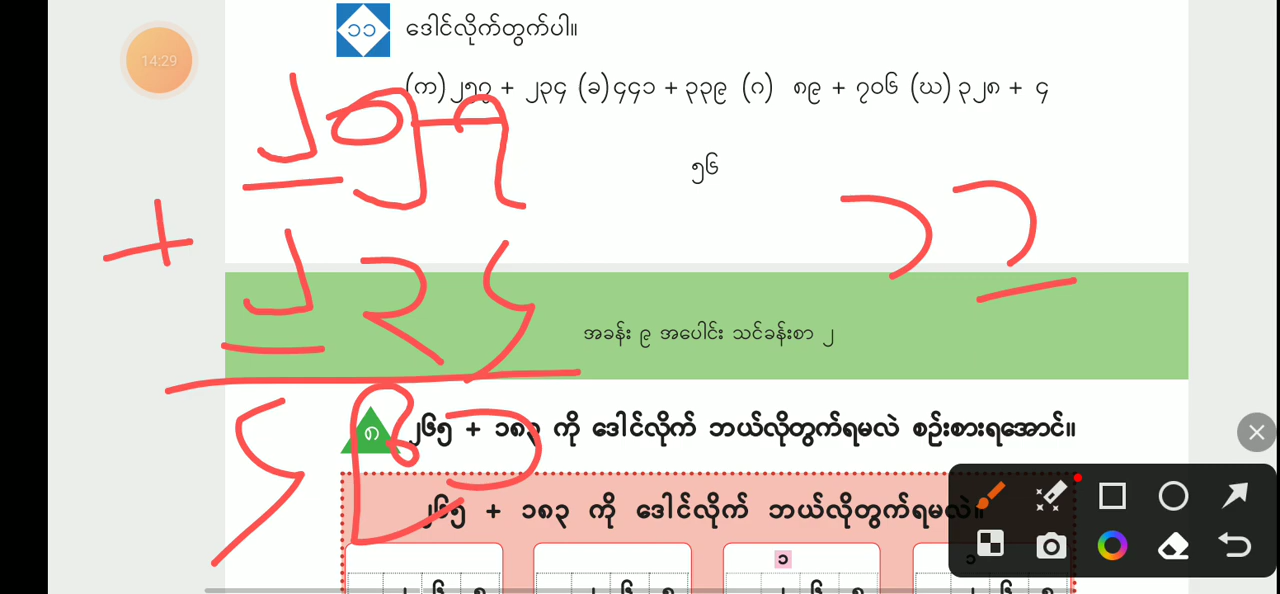 ၁၁ ဒေါင်လိုက်တွက်ပါ။
14:29
(က) ၂၅၇ + ၂၃၄ (ခ) ၄၄၁ + ၃၃၉ (ဂ) ၈၉ + ၇၀၆ (ဃ) ၃၂၈ + ၄
၂၅၇
၅၆
+ ၂၃၄
အခန်း ၉ အပေါင်း သင်ခန်းစာ ၂
၈ ၂၆၅ + ၁၈၃ ကို ဒေါင်လိုက် ဘယ်လိုတွက်ရမလဲ စဉ်းစားရအောင်။
၂၆၅ + ၁၈၃ ကို ဒေါင်လိုက် ဘယ်လိုတွက်ရမလဲ။
၁ ၁